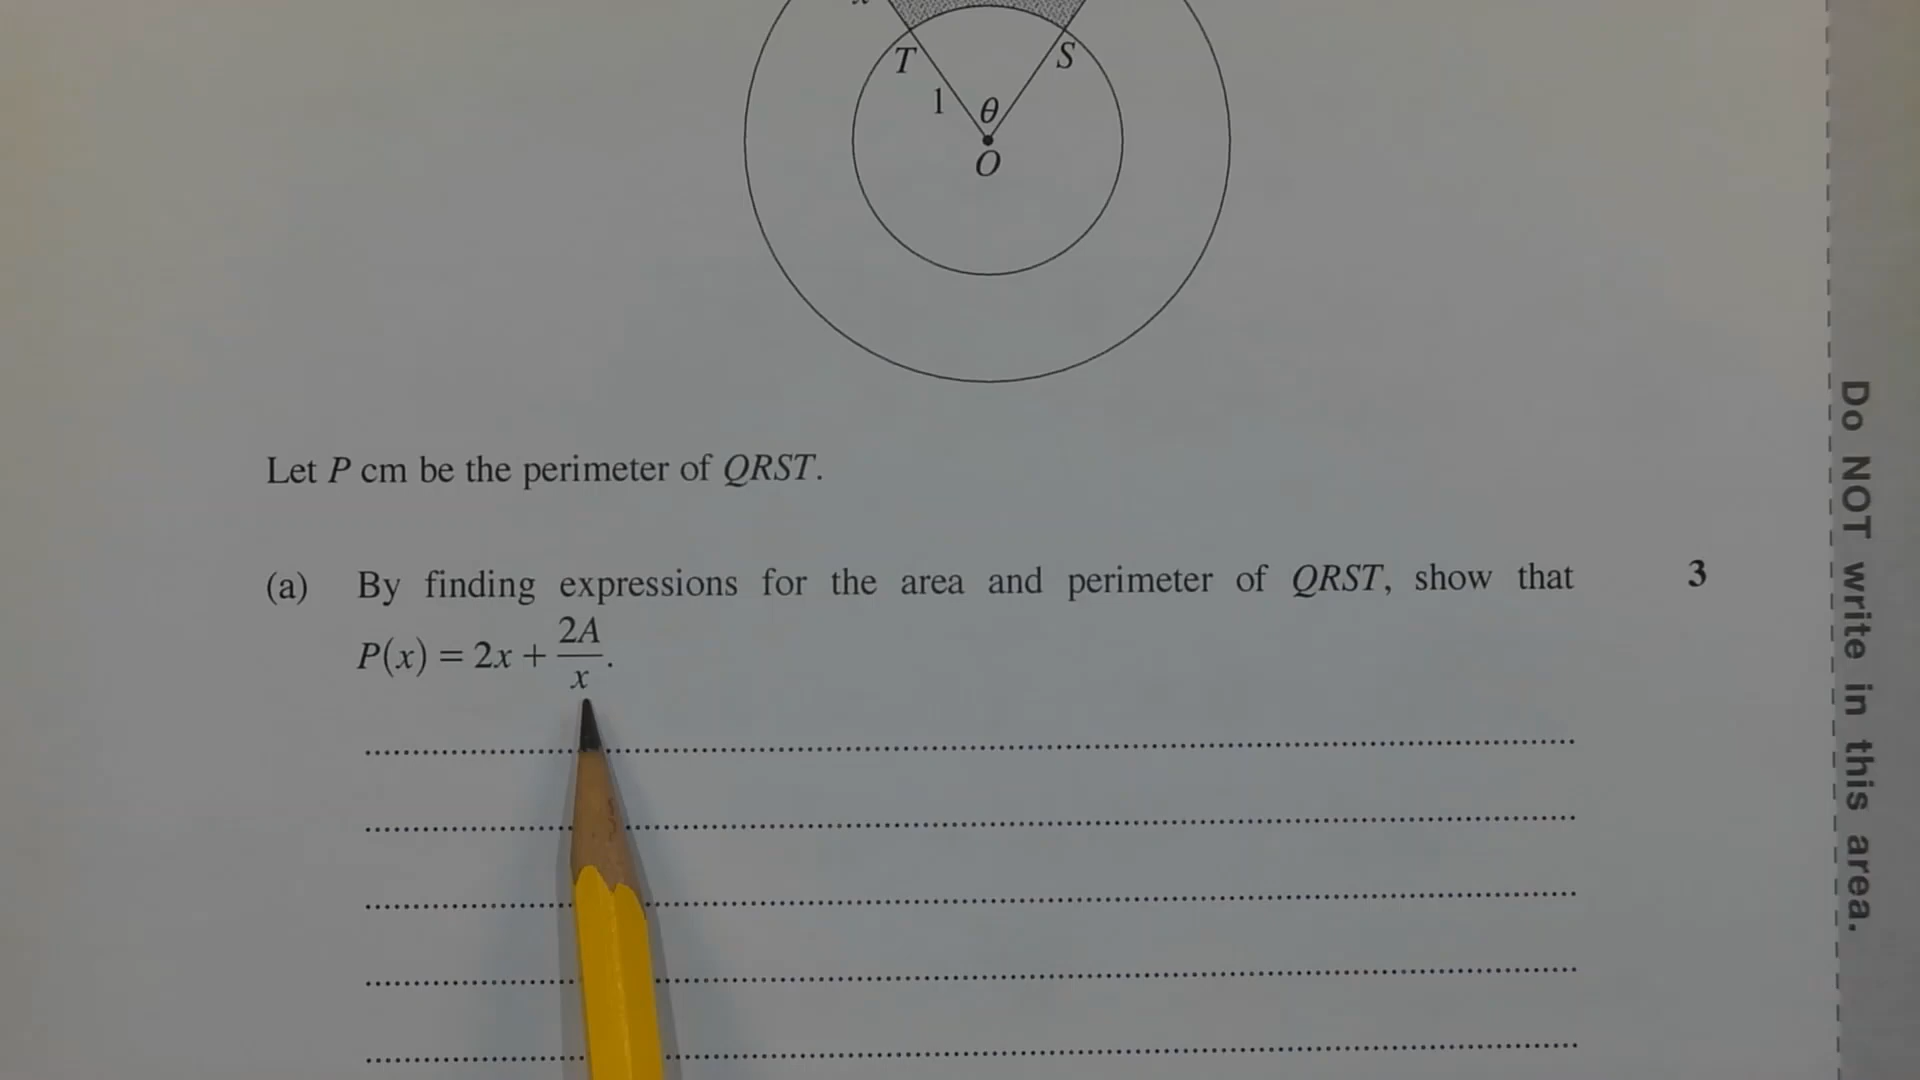 T
S
1
θ
O
Let P cm be the perimeter of QRST.
(a) By finding expressions for the area and perimeter of QRST, show that 3
P(x) = 2x + 2A/x.
Do NOT write in this area.